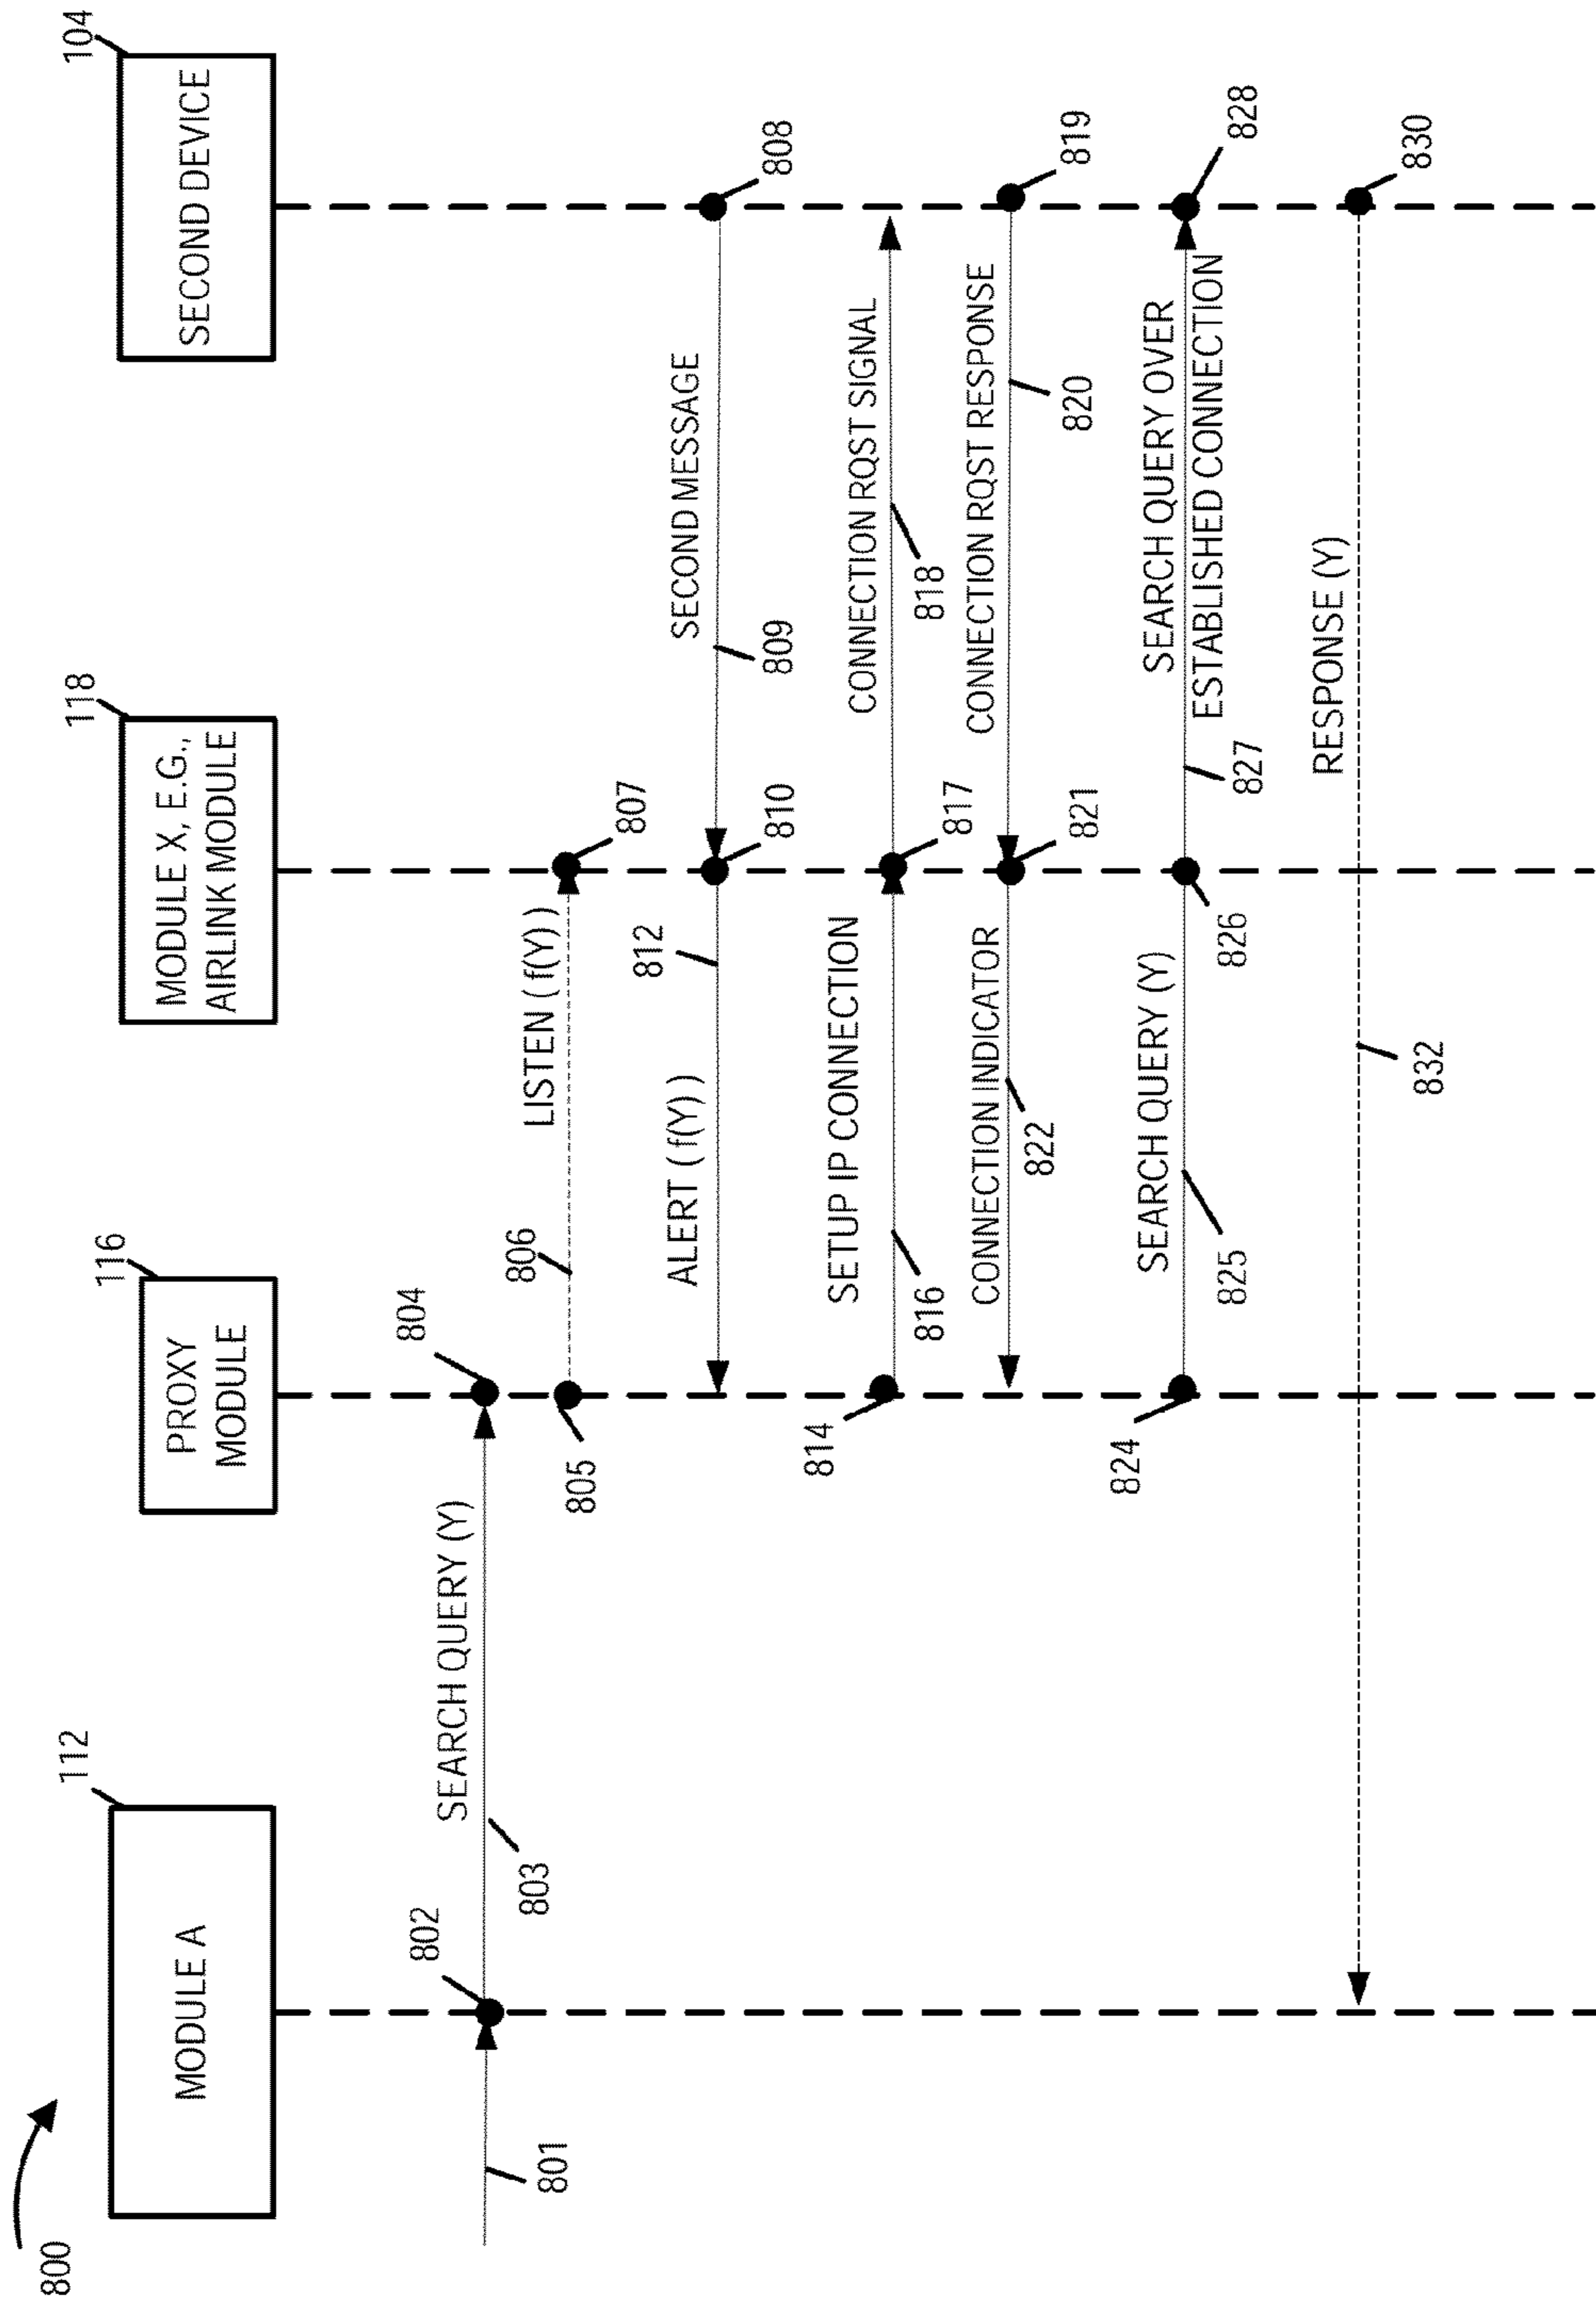 800
112
MODULE A
116
PROXY
MODULE
118
MODULE X, E.G.,
AIRLINK MODULE
104
SECOND DEVICE
801
802
SEARCH QUERY (Y)
803
804
805
806
LISTEN ( f(Y) )
807
808
SECOND MESSAGE
809
810
812
ALERT ( f(Y) )
814
SETUP IP CONNECTION
816
817
CONNECTION RQST SIGNAL
818
819
CONNECTION RQST RESPONSE
820
821
CONNECTION INDICATOR
822
824
SEARCH QUERY (Y)
825
826
SEARCH QUERY OVER
ESTABLISHED CONNECTION
827
828
830
RESPONSE (Y)
832